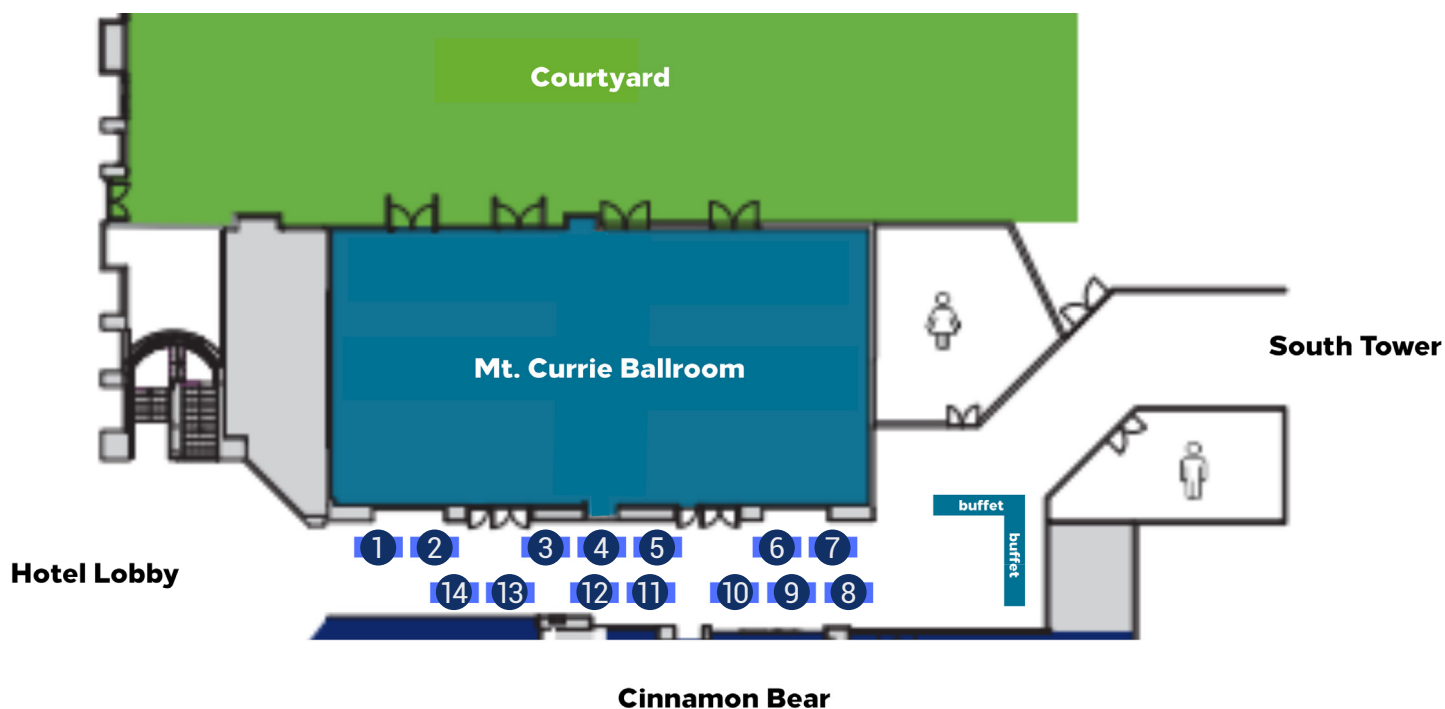 Courtyard
South Tower
Mt. Currie Ballroom
buffet
buffet
1 2 3 4 5 6 7
Hotel Lobby
14 13 12 11 10 9 8
Cinnamon Bear